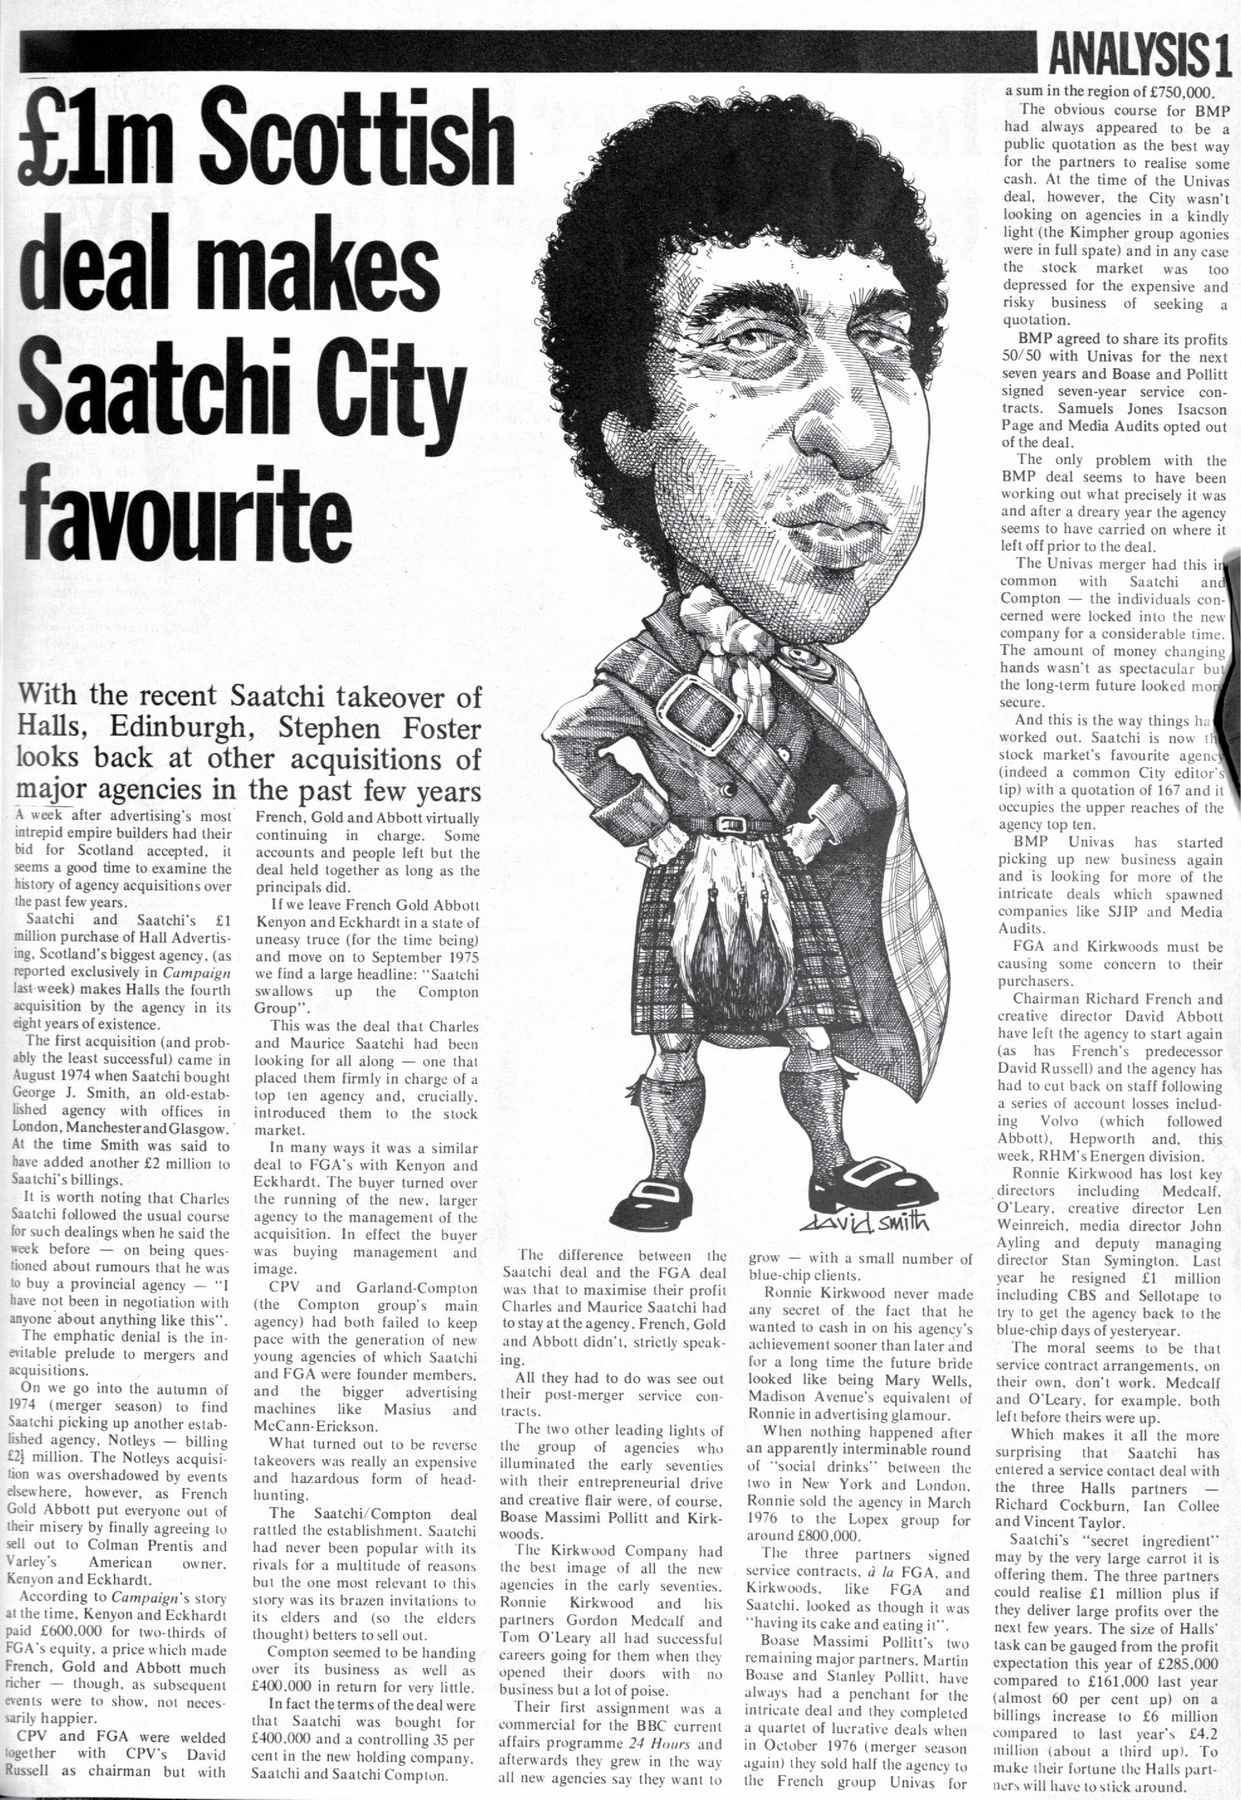 ANALYSIS 1
£1m Scottish
deal makes
Saatchi City
favourite
With the recent Saatchi takeover of
Halls, Edinburgh, Stephen Foster
looks back at other acquisitions of
major agencies in the past few years
A week after advertising's most
intrepid empire builders had their
bid for Scotland accepted, it
seems a good time to examine the
history of agency acquisitions over
the past few years.
Saatchi and Saatchi's £1
million purchase of Hall Advertis-
ing, Scotland's biggest agency, (as
reported exclusively in Campaign
last week) makes Halls the fourth
acquisition by the agency in its
eight years of existence.
The first acquisition (and prob-
ably the least successful) came in
August 1974 when Saatchi bought
George J. Smith, an old-estab-
lished agency with offices in
London, Manchester and Glasgow.
At the time Smith was said to
have added another £2 million to
Saatchi's billings.
It is worth noting that Charles
Saatchi followed the usual course
for such dealings when he said the
week before — on being ques-
tioned about rumours that he was
to buy a provincial agency — "I
have not been in negotiation with
anyone about anything like this".
The emphatic denial is the in-
evitable prelude to mergers and
acquisitions.
On we go into the autumn of
1974 (merger season) to find
Saatchi picking up another estab-
lished agency, Notleys — billing
£2½ million. The Notleys acquisi-
tion was overshadowed by events
elsewhere, however, as French
Gold Abbott put everyone out of
their misery by finally agreeing to
sell out to Colman Prentis and
Varley's American owner,
Kenyon and Eckhardt.
According to Campaign's story
at the time, Kenyon and Eckhardt
paid £600,000 for two-thirds of
FGA's equity, a price which made
French, Gold and Abbott much
richer — though, as subsequent
events were to show, not neces-
sarily happier.
CPV and FGA were welded
together with CPV's David
Russell as chairman but with
French, Gold and Abbott virtually
continuing in charge. Some
accounts and people left but the
deal held together as long as the
principals did.
If we leave French Gold Abbott
Kenyon and Eckhardt in a state of
uneasy truce (for the time being)
and move on to September 1975
we find a large headline: "Saatchi
swallows up the Compton
Group".
This was the deal that Charles
and Maurice Saatchi had been
looking for all along — one that
placed them firmly in charge of a
top ten agency and, crucially,
introduced them to the stock
market.
In many ways it was a similar
deal to FGA's with Kenyon and
Eckhardt. The buyer turned over
the running of the new, larger
agency to the management of the
acquisition. In effect the buyer
was buying management and
image.
CPV and Garland-Compton
(the Compton group's main
agency) had both failed to keep
pace with the generation of new
young agencies of which Saatchi
and FGA were founder members,
and the bigger advertising
machines like Masius and
McCann-Erickson.
What turned out to be reverse
takeovers was really an expensive
and hazardous form of head-
hunting.
The Saatchi/Compton deal
rattled the establishment. Saatchi
had never been popular with its
rivals for a multitude of reasons
but the one most relevant to this
story was its brazen invitations to
its elders and (so the elders
thought) betters to sell out.
Compton seemed to be handing
over its business as well as
£400,000 in return for very little.
In fact the terms of the deal were
that Saatchi was bought for
£400,000 and a controlling 35 per
cent in the new holding company,
Saatchi and Saatchi Compton.
david smith
The difference between the
Saatchi deal and the FGA deal
was that to maximise their profit
Charles and Maurice Saatchi had
to stay at the agency. French, Gold
and Abbott didn't, strictly speak-
ing.
All they had to do was see out
their post-merger service con-
tracts.
The two other leading lights of
the group of agencies who
illuminated the early seventies
with their entrepreneurial drive
and creative flair were, of course,
Boase Massimi Pollitt and Kirk-
woods.
The Kirkwood Company had
the best image of all the new
agencies in the early seventies.
Ronnie Kirkwood and his
partners Gordon Medcalf and
Tom O'Leary all had successful
careers going for them when they
opened their doors with no
business but a lot of poise.
Their first assignment was a
commercial for the BBC current
affairs programme 24 Hours and
afterwards they grew in the way
all new agencies say they want to
grow — with a small number of
blue-chip clients.
Ronnie Kirkwood never made
any secret of the fact that he
wanted to cash in on his agency's
achievement sooner than later and
for a long time the future bride
looked like being Mary Wells,
Madison Avenue's equivalent of
Ronnie in advertising glamour.
When nothing happened after
an apparently interminable round
of "social drinks" between the
two in New York and London,
Ronnie sold the agency in March
1976 to the Lopex group for
around £800,000.
The three partners signed
service contracts, à la FGA, and
Kirkwoods, like FGA and
Saatchi, looked as though it was
"having its cake and eating it".
Boase Massimi Pollitt's two
remaining major partners, Martin
Boase and Stanley Pollitt, have
always had a penchant for the
intricate deal and they completed
a quartet of lucrative deals when
in October 1976 (merger season
again) they sold half the agency to
the French group Univas for
a sum in the region of £750,000.
The obvious course for BMP
had always appeared to be a
public quotation as the best way
for the partners to realise some
cash. At the time of the Univas
deal, however, the City wasn't
looking on agencies in a kindly
light (the Kimpher group agonies
were in full spate) and in any case
the stock market was too
depressed for the expensive and
risky business of seeking a
quotation.
BMP agreed to share its profits
50/50 with Univas for the next
seven years and Boase and Pollitt
signed seven-year service con-
tracts. Samuels Jones Isacson
Page and Media Audits opted out
of the deal.
The only problem with the
BMP deal seems to have been
working out what precisely it was
and after a dreary year the agency
seems to have carried on where it
left off prior to the deal.
The Univas merger had this in
common with Saatchi and
Compton — the individuals con-
cerned were locked into the new
company for a considerable time.
The amount of money changing
hands wasn't as spectacular but
the long-term future looked more
secure.
And this is the way things have
worked out. Saatchi is now the
stock market's favourite agency
(indeed a common City editor's
tip) with a quotation of 167 and it
occupies the upper reaches of the
agency top ten.
BMP Univas has started
picking up new business again
and is looking for more of the
intricate deals which spawned
companies like SJIP and Media
Audits.
FGA and Kirkwoods must be
causing some concern to their
purchasers.
Chairman Richard French and
creative director David Abbott
have left the agency to start again
(as has French's predecessor
David Russell) and the agency has
had to cut back on staff following
a series of account losses includ-
ing Volvo (which followed
Abbott), Hepworth and, this
week, RHM's Energen division.
Ronnie Kirkwood has lost key
directors including Medcalf,
O'Leary, creative director Len
Weinreich, media director John
Ayling and deputy managing
director Stan Symington. Last
year he resigned £1 million
including CBS and Sellotape to
try to get the agency back to the
blue-chip days of yesteryear.
The moral seems to be that
service contract arrangements, on
their own, don't work. Medcalf
and O'Leary, for example, both
left before theirs were up.
Which makes it all the more
surprising that Saatchi has
entered a service contact deal with
the three Halls partners —
Richard Cockburn, Ian Collee
and Vincent Taylor.
Saatchi's "secret ingredient"
may by the very large carrot it is
offering them. The three partners
could realise £1 million plus if
they deliver large profits over the
next few years. The size of Halls'
task can be gauged from the profit
expectation this year of £285,000
compared to £161,000 last year
(almost 60 per cent up) on a
billings increase to £6 million
compared to last year's £4.2
million (about a third up). To
make their fortune the Halls part-
ners will have to stick around.